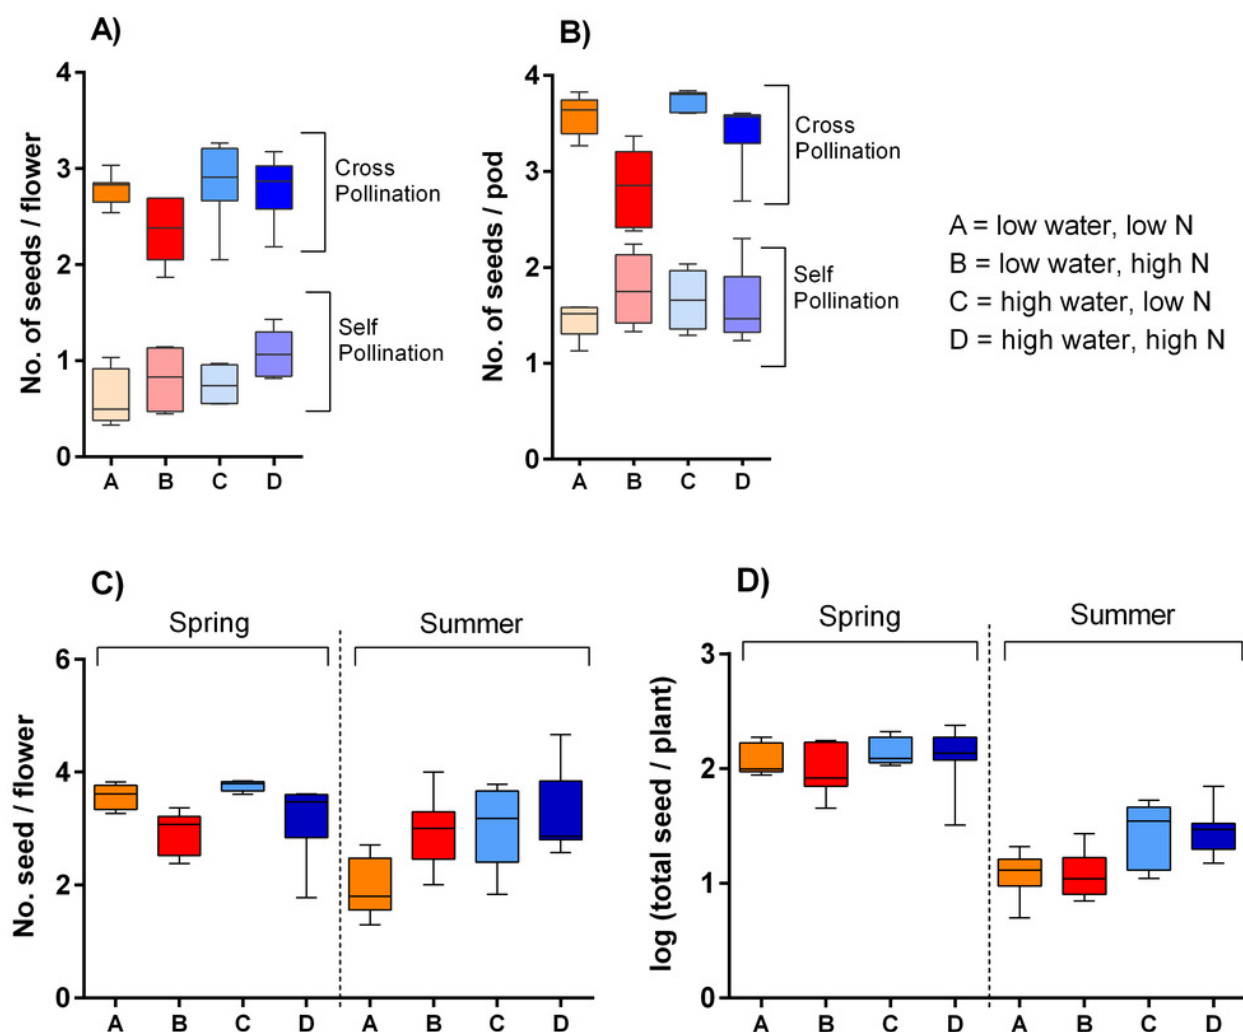 A)
No. of seeds / flower
4
3
2
1
0
A B C D
Cross
Pollination
Self
Pollination
B)
No. of seeds / pod
4
3
2
1
0
A B C D
Cross
Pollination
Self
Pollination
A = low water, low N
B = low water, high N
C = high water, low N
D = high water, high N
C)
Spring Summer
No. seed / flower
6
4
2
0
A B C D A B C D
D)
Spring Summer
log (total seed / plant)
3
2
1
0
A B C D A B C D